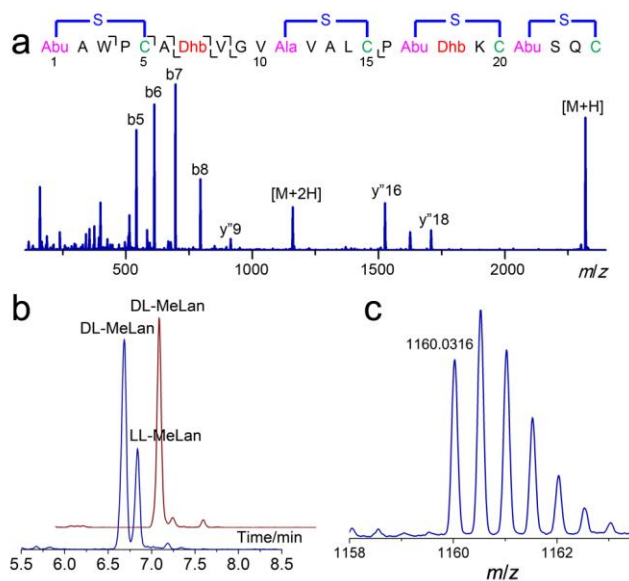 a
S S S S
Abu A W P C A Dhb V G V Ala V A L C P Abu Dhb K C Abu S Q C
1 5 10 15 20
b5 b6 b7 b8 y"9 [M+2H] y"16 y"18 [M+H]
500 1000 1500 2000 m/z
b c
DL-MeLan
DL-MeLan
LL-MeLan
1160.0316
Time/min
5.5 6.0 6.5 7.0 7.5 8.0 8.5
1158 1160 1162
m/z